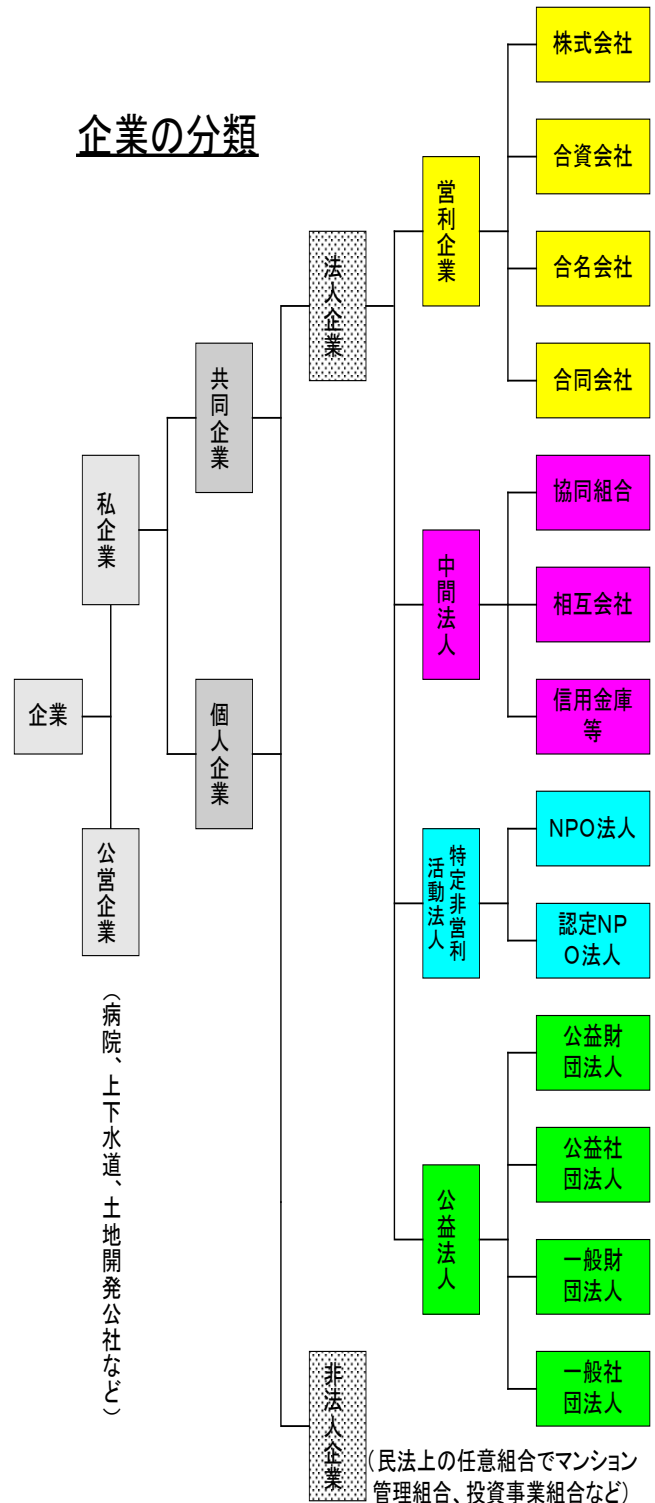 企業の分類
企業
私企業
公営企業
(病院、上下水道、土地開発公社など)
共同企業
個人企業
法人企業
非法人企業
(民法上の任意組合でマンション
管理組合、投資事業組合など)
営利企業
株式会社
合資会社
合名会社
合同会社
中間法人
協同組合
相互会社
信用金庫
等
特定非営利
活動法人
NPO法人
認定NP
O法人
公益法人
公益財
団法人
公益社
団法人
一般財
団法人
一般社
団法人